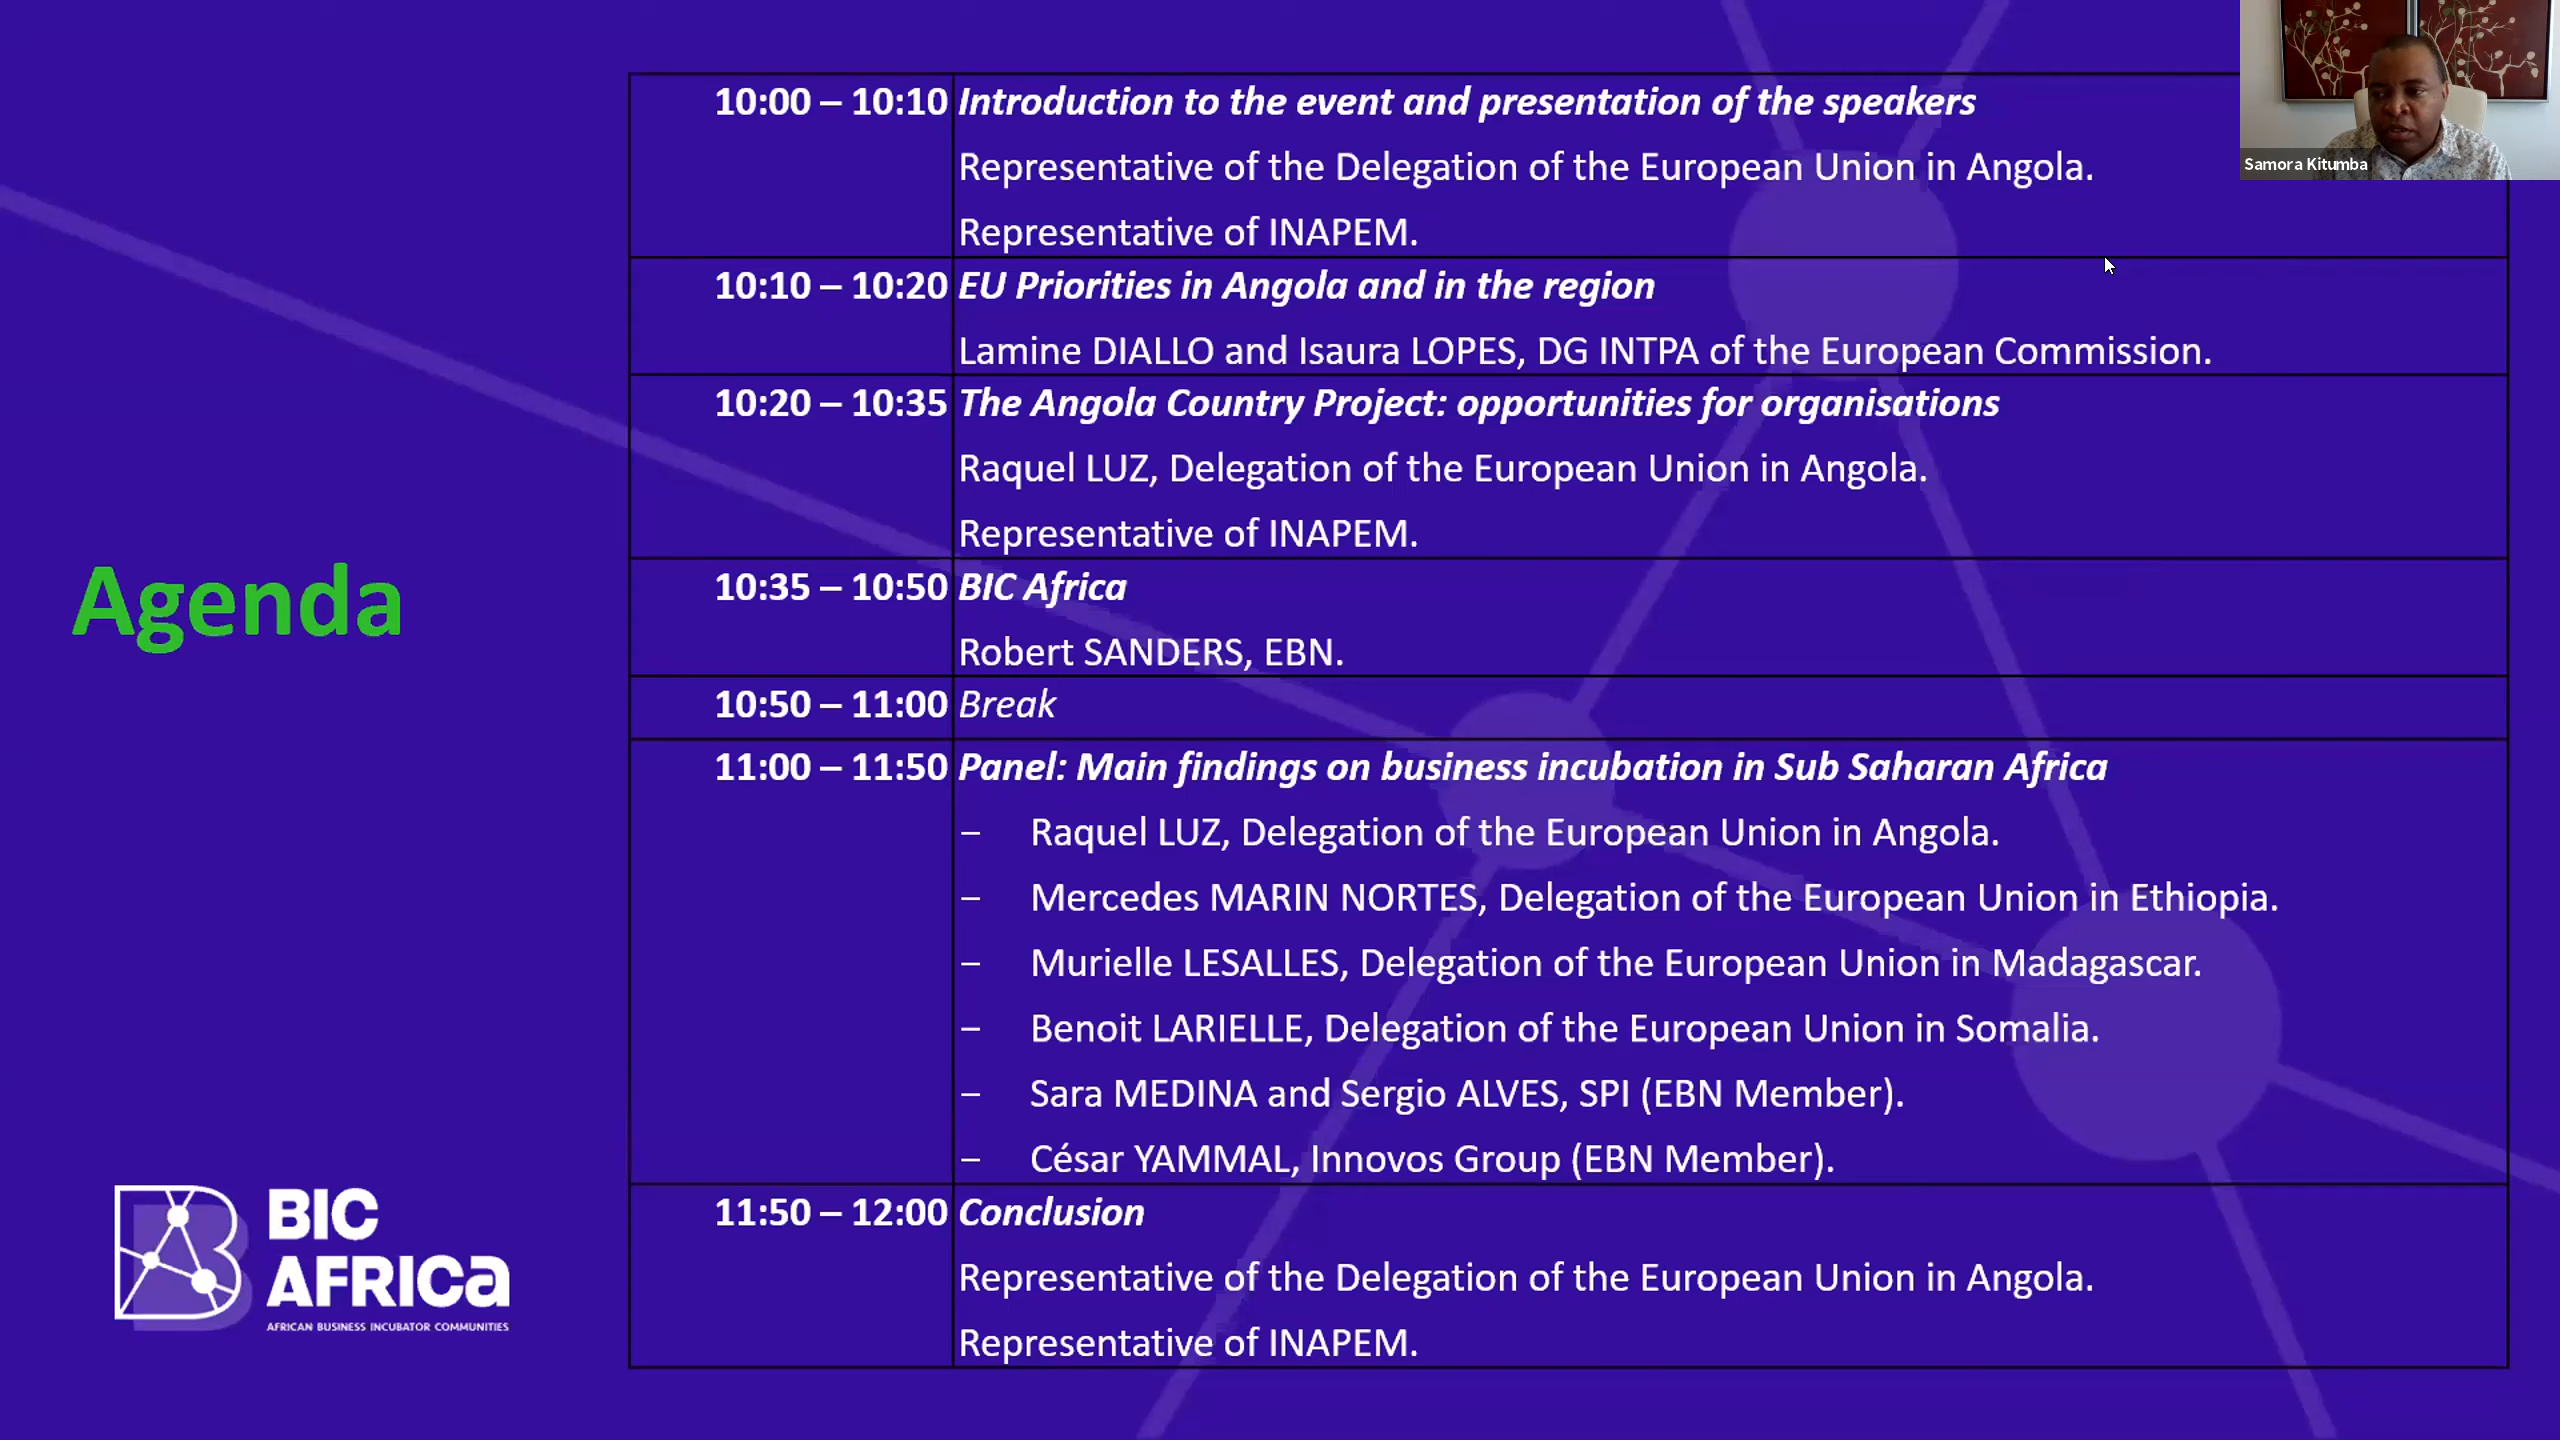 Samora Kitumba
Agenda
10:00 – 10:10 Introduction to the event and presentation of the speakers
Representative of the Delegation of the European Union in Angola.
Representative of INAPEM.
10:10 – 10:20 EU Priorities in Angola and in the region
Lamine DIALLO and Isaura LOPES, DG INTPA of the European Commission.
10:20 – 10:35 The Angola Country Project: opportunities for organisations
Raquel LUZ, Delegation of the European Union in Angola.
Representative of INAPEM.
10:35 – 10:50 BIC Africa
Robert SANDERS, EBN.
10:50 – 11:00 Break
11:00 – 11:50 Panel: Main findings on business incubation in Sub Saharan Africa
– Raquel LUZ, Delegation of the European Union in Angola.
– Mercedes MARIN NORTES, Delegation of the European Union in Ethiopia.
– Murielle LESALLES, Delegation of the European Union in Madagascar.
– Benoit LARIELLE, Delegation of the European Union in Somalia.
– Sara MEDINA and Sergio ALVES, SPI (EBN Member).
– César YAMMAL, Innovos Group (EBN Member).
11:50 – 12:00 Conclusion
Representative of the Delegation of the European Union in Angola.
Representative of INAPEM.
BIC
AFRICa
AFRICAN BUSINESS INCUBATOR COMMUNITIES